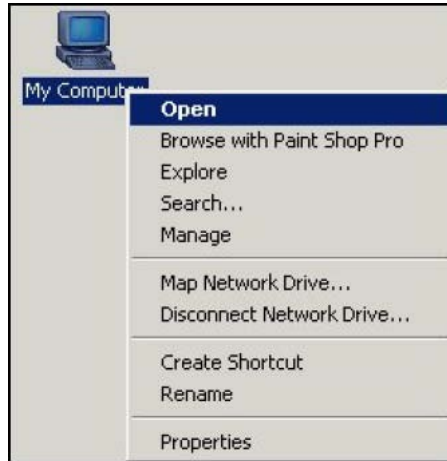 My Computer
Open
Browse with Paint Shop Pro
Explore
Search...
Manage
Map Network Drive...
Disconnect Network Drive...
Create Shortcut
Rename
Properties